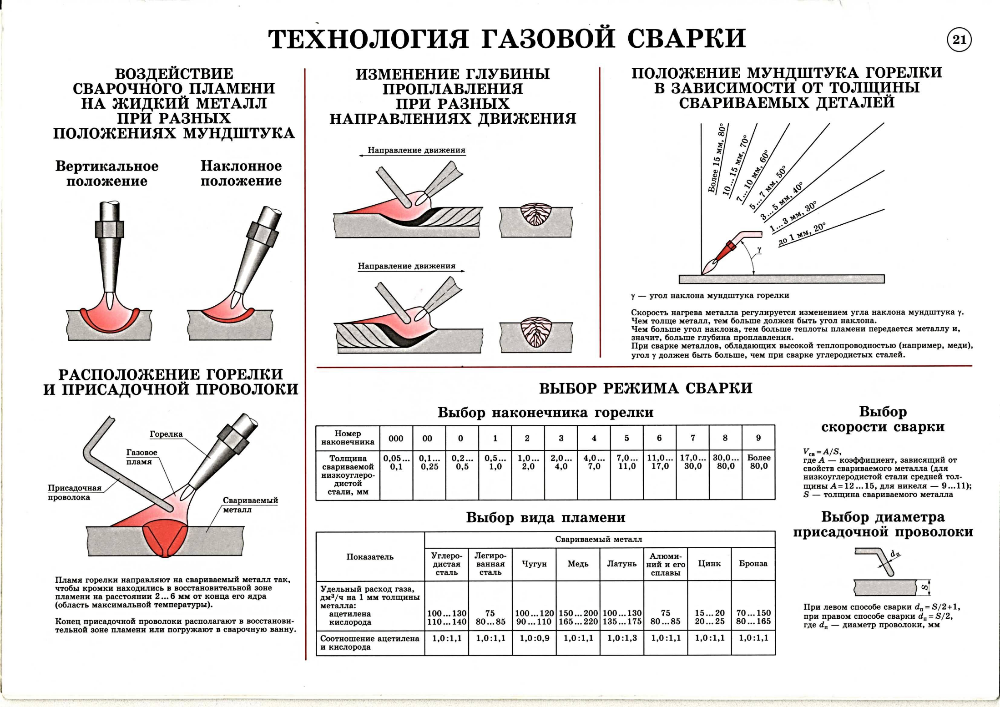 ТЕХНОЛОГИЯ ГАЗОВОЙ СВАРКИ
21
ВОЗДЕЙСТВИЕ
СВАРОЧНОГО ПЛАМЕНИ
НА ЖИДКИЙ МЕТАЛЛ
ПРИ РАЗНЫХ
ПОЛОЖЕНИЯХ МУНДШТУКА
Вертикальное
положение
Наклонное
положение
РАСПОЛОЖЕНИЕ ГОРЕЛКИ
И ПРИСАДОЧНОЙ ПРОВОЛОКИ
Горелка
Газовое
пламя
Присадочная
проволока
Свариваемый
металл
Пламя горелки направляют на свариваемый металл так,
чтобы кромки находились в восстановительной зоне
пламени на расстоянии 2...6 мм от конца его ядра
(область максимальной температуры).
Конец присадочной проволоки располагают в восстанови-
тельной зоне пламени или погружают в сварочную ванну.
ИЗМЕНЕНИЕ ГЛУБИНЫ
ПРОПЛАВЛЕНИЯ
ПРИ РАЗНЫХ
НАПРАВЛЕНИЯХ ДВИЖЕНИЯ
Направление движения
Направление движения
ПОЛОЖЕНИЕ МУНДШТУКА ГОРЕЛКИ
В ЗАВИСИМОСТИ ОТ ТОЛЩИНЫ
СВАРИВАЕМЫХ ДЕТАЛЕЙ
Более 15 мм, 80°
10...15 мм, 70°
7...10 мм, 60°
5...7 мм, 50°
3...5 мм, 40°
1...3 мм, 30°
до 1 мм, 20°
γ
γ — угол наклона мундштука горелки
Скорость нагрева металла регулируется изменением угла наклона мундштука γ.
Чем толще металл, тем больше должен быть угол наклона.
Чем больше угол наклона, тем больше теплоты пламени передается металлу и,
значит, больше глубина проплавления.
При сварке металлов, обладающих высокой теплопроводностью (например, меди),
угол γ должен быть больше, чем при сварке углеродистых сталей.
ВЫБОР РЕЖИМА СВАРКИ
Выбор наконечника горелки
Номер
наконечника
000 00 0 1 2 3 4 5 6 7 8 9
Толщина
свариваемой
низкоуглеро-
дистой
стали, мм
0,05... 0,1... 0,2... 0,5... 1,0... 2,0... 4,0... 7,0... 11,0... 17,0... 30,0... Более
0,1 0,25 0,5 1,0 2,0 4,0 7,0 11,0 17,0 30,0 80,0 80,0
Выбор вида пламени
Показатель
Свариваемый металл
Углеро-
дистая
сталь
Легиро-
ванная
сталь
Чугун
Медь
Латунь
Алюми-
ний и его
сплавы
Цинк
Бронза
Удельный расход газа,
дм³/ч на 1 мм толщины
металла:
ацетилена 100...130 75 100...120 150...200 100...130 75 15...20 70...150
кислорода 110...140 80...85 90...110 165...220 135...175 80...85 20...25 80...165
Соотношение ацетилена
и кислорода
1,0:1,1 1,0:1,1 1,0:0,9 1,0:1,1 1,0:1,3 1,0:1,1 1,0:1,1 1,0:1,1
Выбор
скорости сварки
Vсв=A/S,
где A — коэффициент, зависящий от
свойств свариваемого металла (для
низкоуглеродистой стали средней тол-
щины A=12...15, для никеля — 9...11);
S — толщина свариваемого металла
Выбор диаметра
присадочной проволоки
dп
S
При левом способе сварки dп=S/2+1,
при правом способе сварки dп=S/2,
где dп — диаметр проволоки, мм